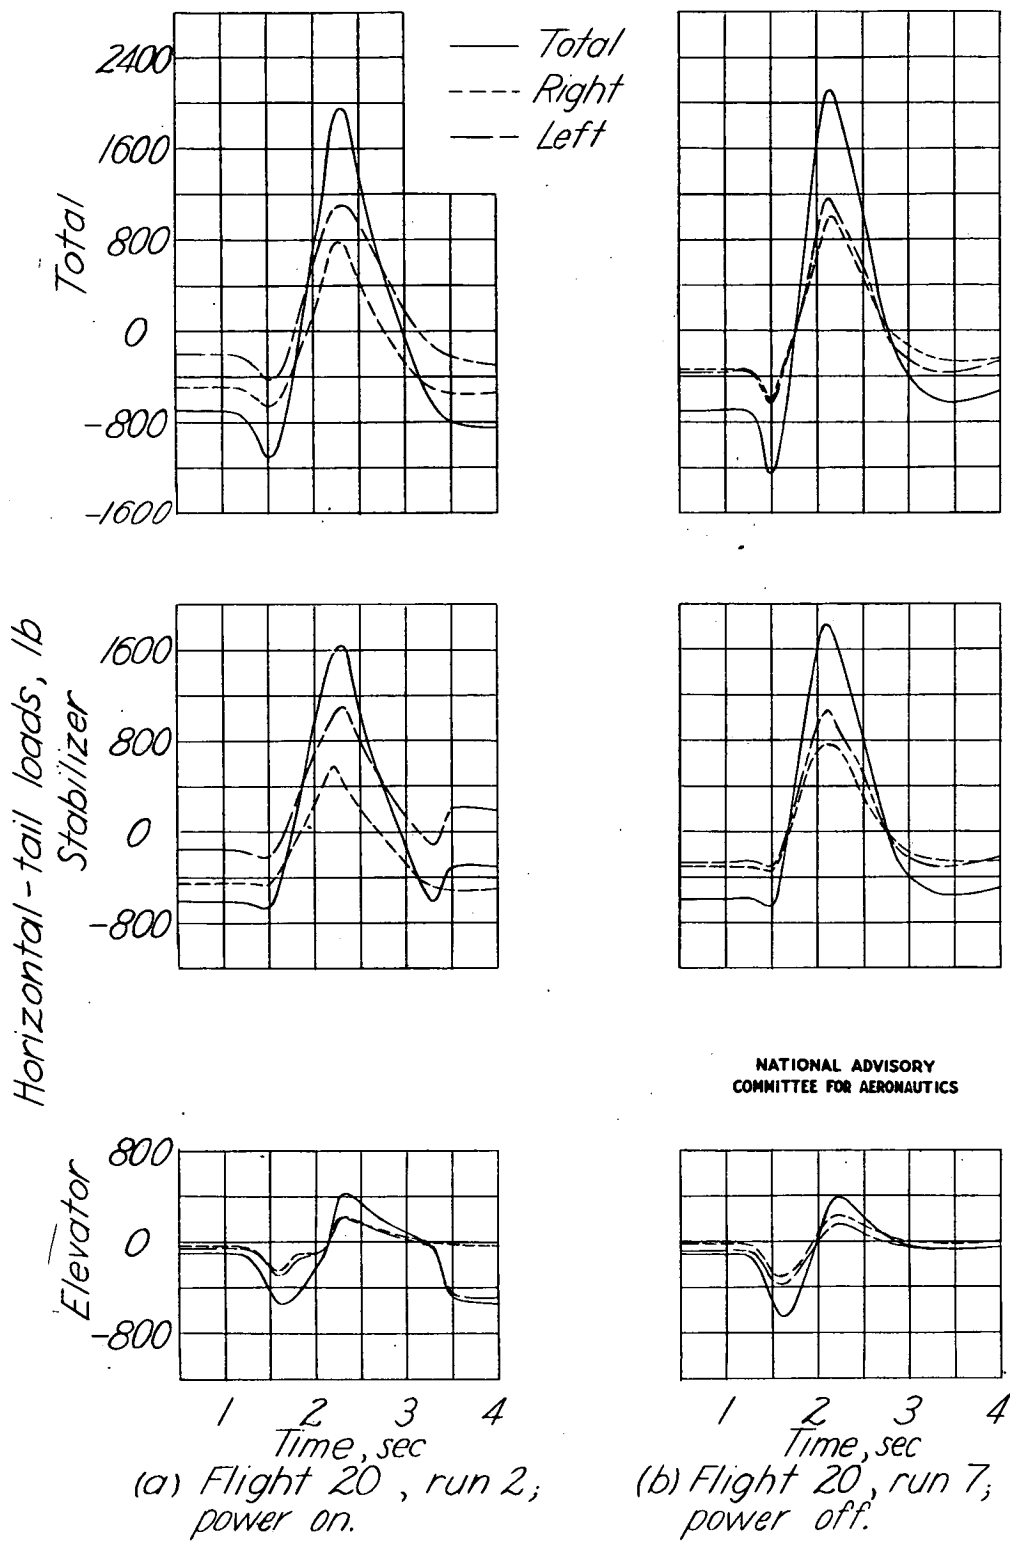 2400
1600
800
0
-800
-1600
Total
Total
Right
Left
Horizontal-tail loads, lb
1600
800
0
-800
Stabilizer
NATIONAL ADVISORY
COMMITTEE FOR AERONAUTICS
800
0
-800
Elevator
1 2 3 4
Time, sec
(a) Flight 20, run 2;
power on.
1 2 3 4
Time, sec
(b) Flight 20, run 7;
power off.